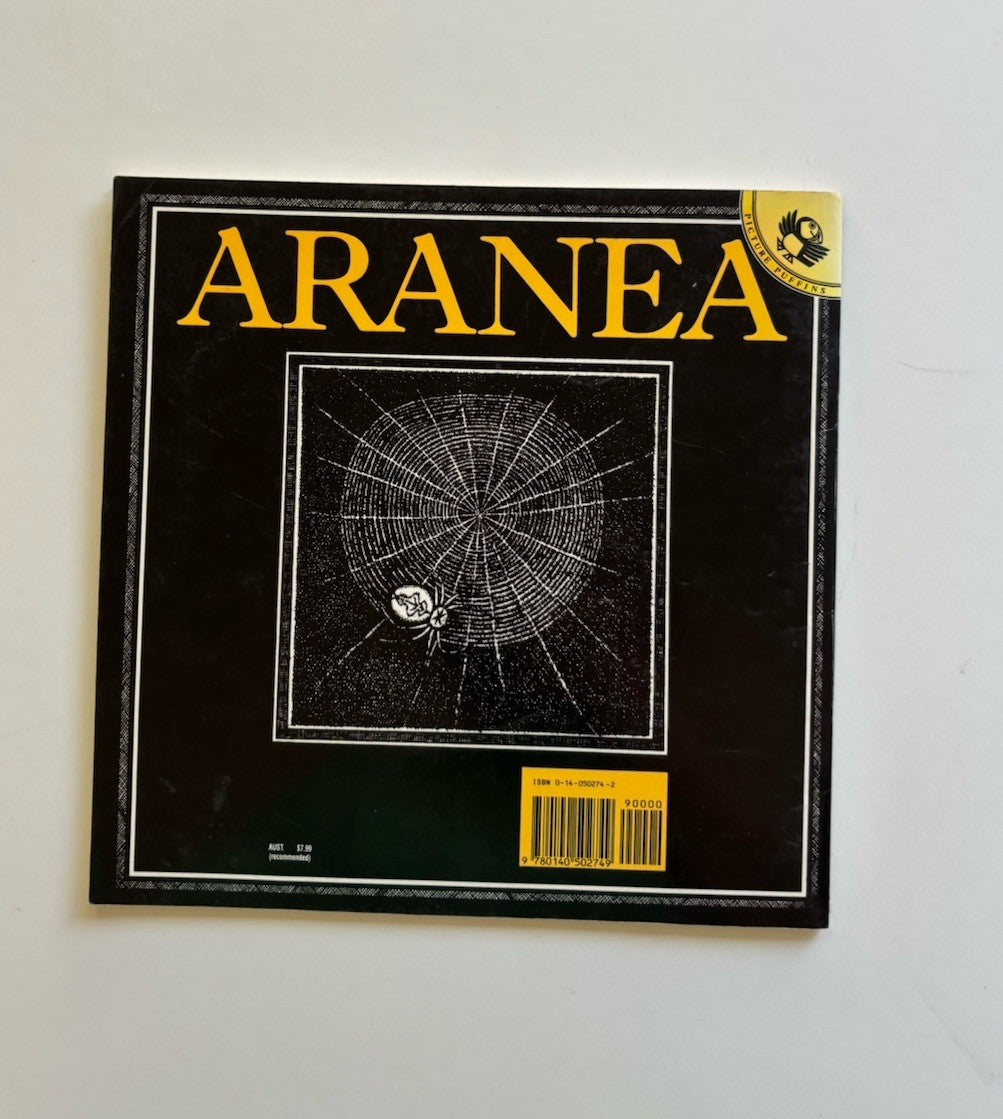 ARANEA
PICTURE PUFFINS
ISBN 0-14-050274-2
90000
9 780140 502749
AUST. $7.99
(recommended)